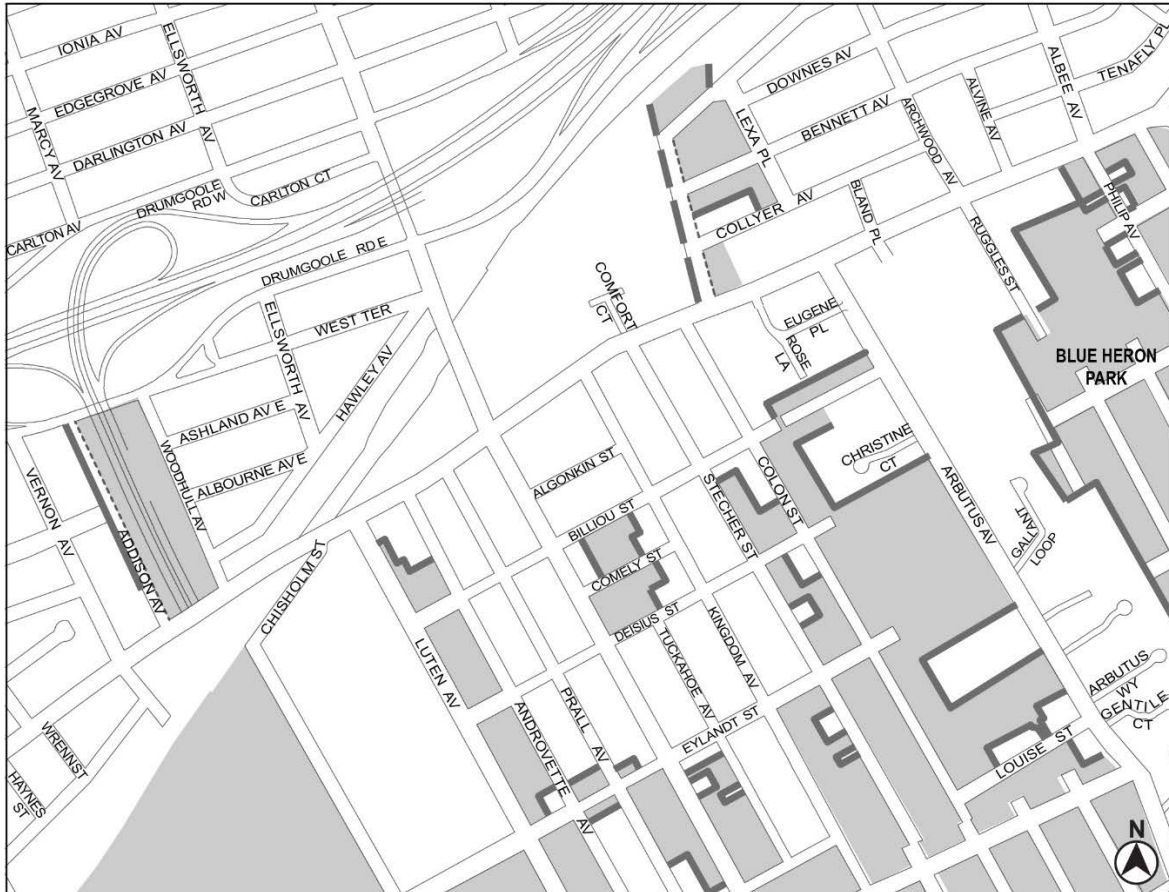 IONIA AV
ELLSWORTH AV
EDGEGROVE AV
MARCY AV
DARLINGTON AV
DRUMGOOLE
RD W
CARLTON CT
CARLTON AV
DRUMGOOLE RD E
ELLSWORTH AV
WEST TER
HAWLEY AV
ASHLAND AV E
WOODHULL AV
ALBOURNE AV E
VERNON AV
ADDISON AV
CHISHOLM ST
WRENN ST
HAYNES
ST
DOWNES AV
LEXA PL
BENNETT AV
ARCHWOOD AV
ALVINE AV
ALBEE AV
TENAFLY PL
COLLYER AV
BLAND PL
PHILIP AV
RUGGLES ST
COMFORT
CT
EUGENE
PL
ROSE
LA
BLUE HERON
PARK
ALGONKIN ST
BILLIOU ST
COMELY ST
DEISIUS ST
STECHER ST
COLON ST
CHRISTINE
CT
ARBUTUS AV
GALLANT
LOOP
KINGDOM AV
TUCKAHOE AV
LUTEN AV
ANDROVETTE
AV
PRALL AV
EYLANDT ST
ARBUTUS
WY
GENTILE
CT
LOUISE ST
N